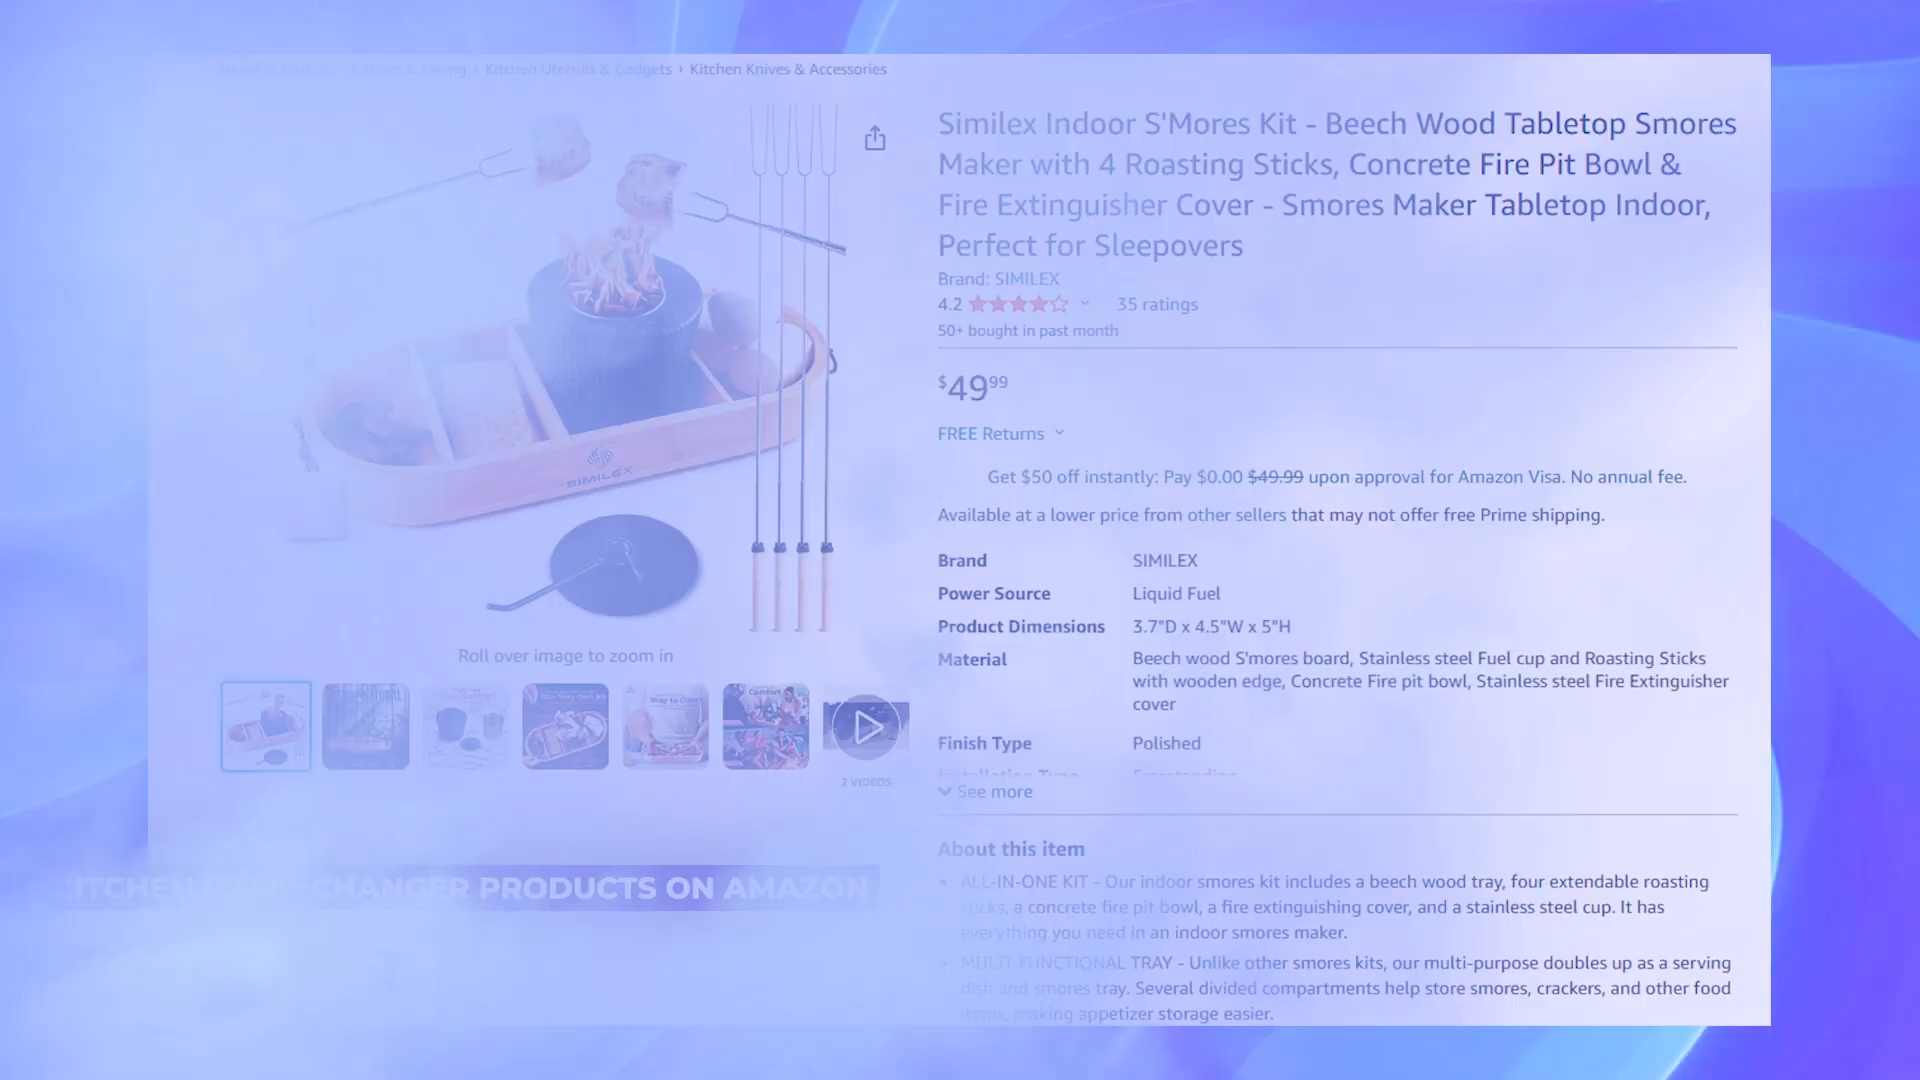 Kitchen & Dining › Kitchen Utensils & Gadgets › Kitchen Knives & Accessories
Similex Indoor S'Mores Kit - Beech Wood Tabletop Smores
Maker with 4 Roasting Sticks, Concrete Fire Pit Bowl &
Fire Extinguisher Cover - Smores Maker Tabletop Indoor,
Perfect for Sleepovers
Brand: SIMILEX
4.2
35 ratings
50+ bought in past month
$49 99
FREE Returns
Get $50 off instantly: Pay $0.00 $49.99 upon approval for Amazon Visa. No annual fee.
Available at a lower price from other sellers that may not offer free Prime shipping.
Brand SIMILEX
Power Source Liquid Fuel
Product Dimensions 3.7"D x 4.5"W x 5"H
Material Beech wood S'mores board, Stainless steel Fuel cup and Roasting Sticks
with wooden edge, Concrete Fire pit bowl, Stainless steel Fire Extinguisher
cover
Finish Type Polished
Installation Type Freestanding
See more
About this item
ALL-IN-ONE KIT - Our indoor smores kit includes a beech wood tray, four extendable roasting
sticks, a concrete fire pit bowl, a fire extinguishing cover, and a stainless steel cup. It has
everything you need in an indoor smores maker.
MULTI-FUNCTIONAL TRAY - Unlike other smores kits, our multi-purpose doubles up as a serving
dish and smores tray. Several divided compartments help store smores, crackers, and other food
items, making appetizer storage easier.
SIMILEX
Roll over image to zoom in
Way to Clean
Comfort
2 VIDEOS
CHANGER PRODUCTS ON AMAZON